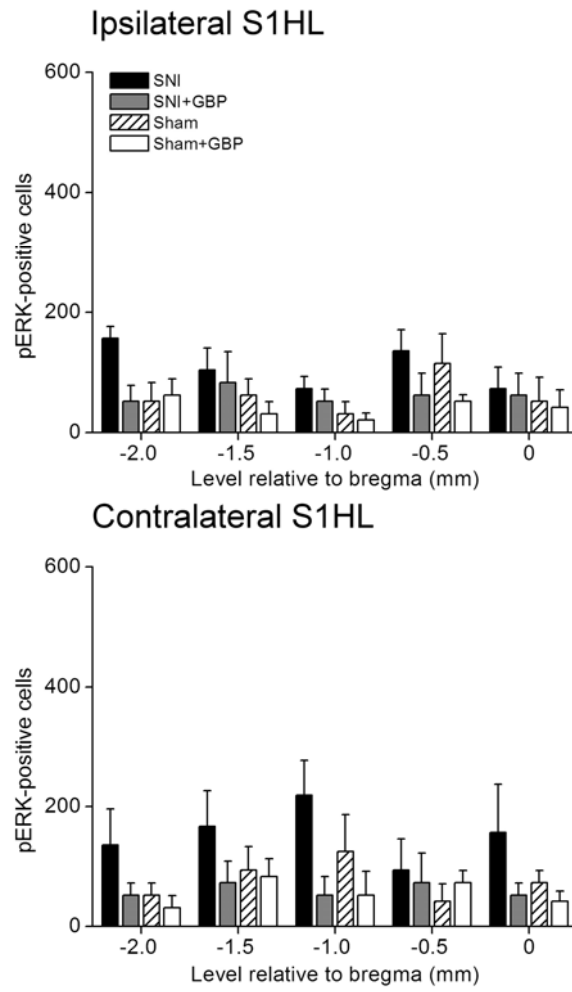 Ipsilateral S1HL
600
400
200
0
pERK-positive cells
SNI
SNI+GBP
Sham
Sham+GBP
-2.0 -1.5 -1.0 -0.5 0
Level relative to bregma (mm)
Contralateral S1HL
600
400
200
0
pERK-positive cells
-2.0 -1.5 -1.0 -0.5 0
Level relative to bregma (mm)